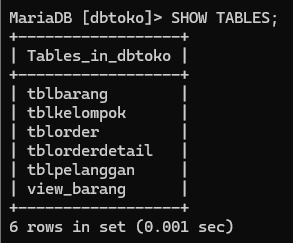 MariaDB [dbtoko]> SHOW TABLES;
+------------------+
| Tables_in_dbtoko |
+------------------+
| tblbarang        |
| tblkelompok      |
| tblorder         |
| tblorderdetail   |
| tblpelanggan     |
| view_barang      |
+------------------+
6 rows in set (0.001 sec)